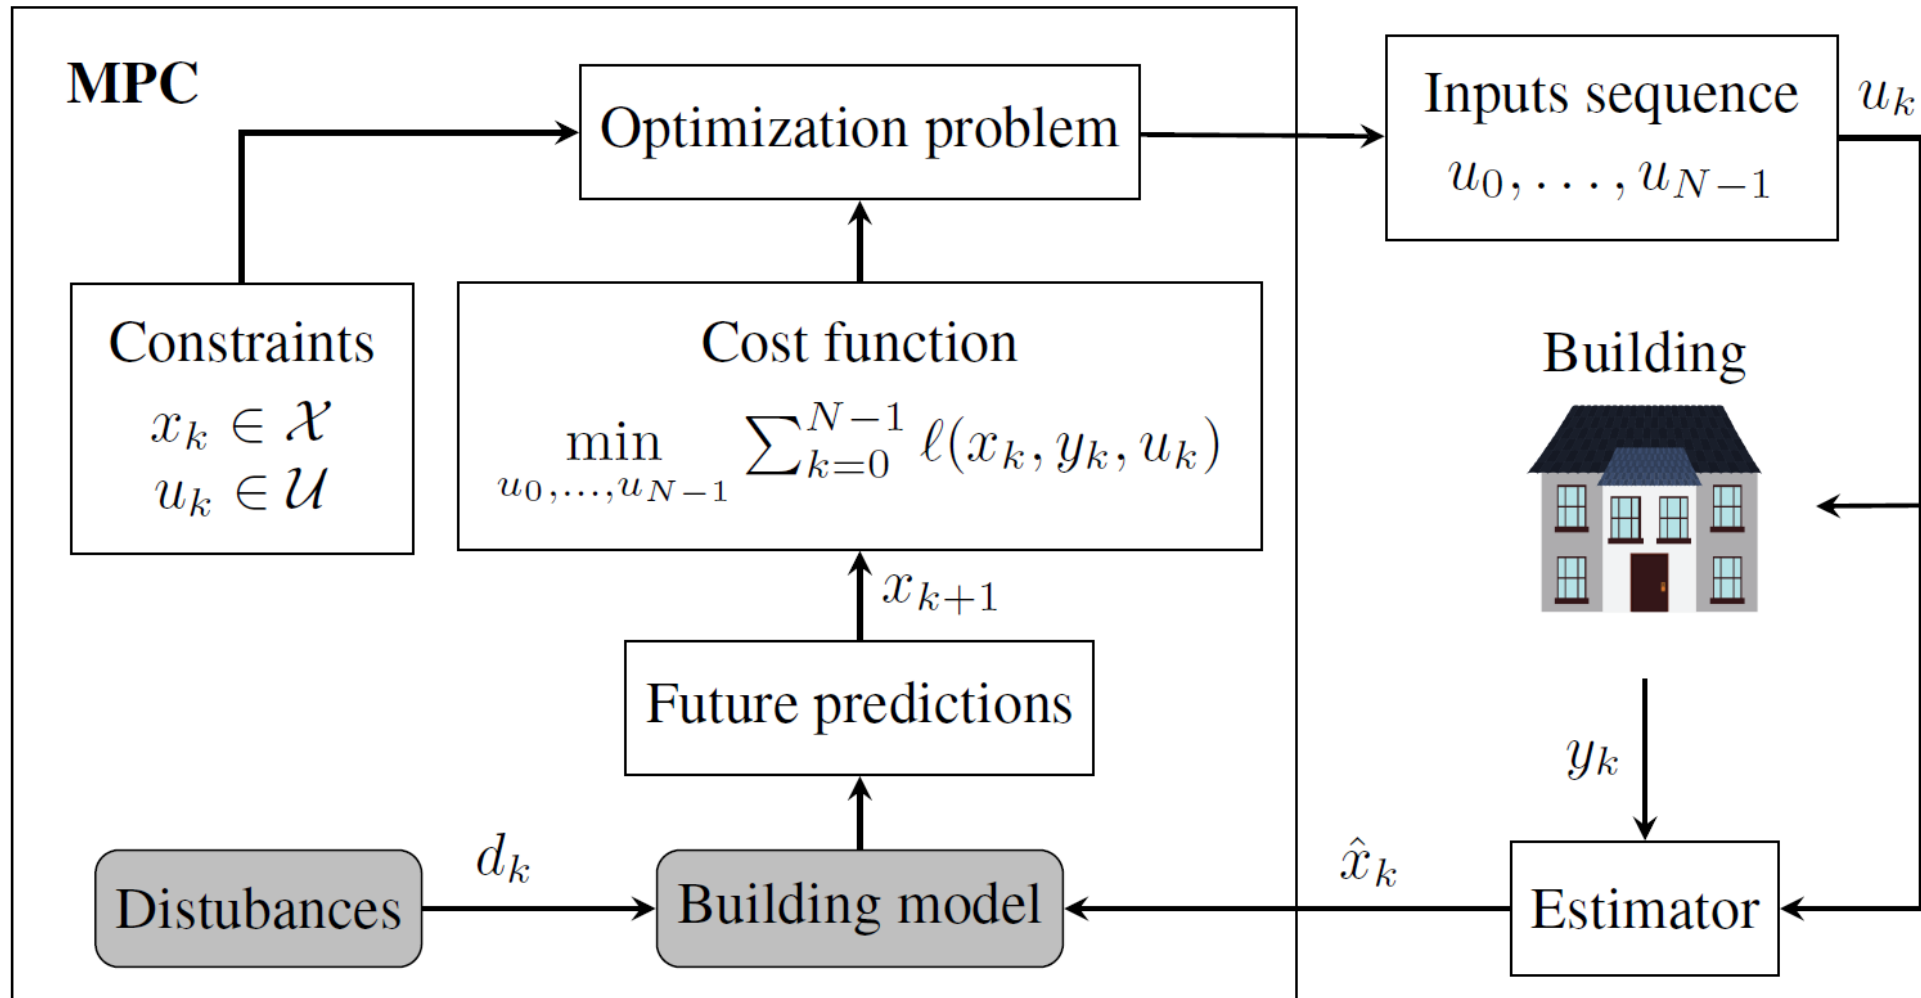 MPC
Optimization problem
Inputs sequence
u_0, . . . , u_{N−1}
u_k
Constraints
x_k ∈ 𝒳
u_k ∈ 𝒰
Cost function
min_{u_0,...,u_{N−1}} ∑_{k=0}^{N−1} ℓ(x_k, y_k, u_k)
Building
x_{k+1}
Future predictions
y_k
Distubances
d_k
Building model
x̂_k
Estimator